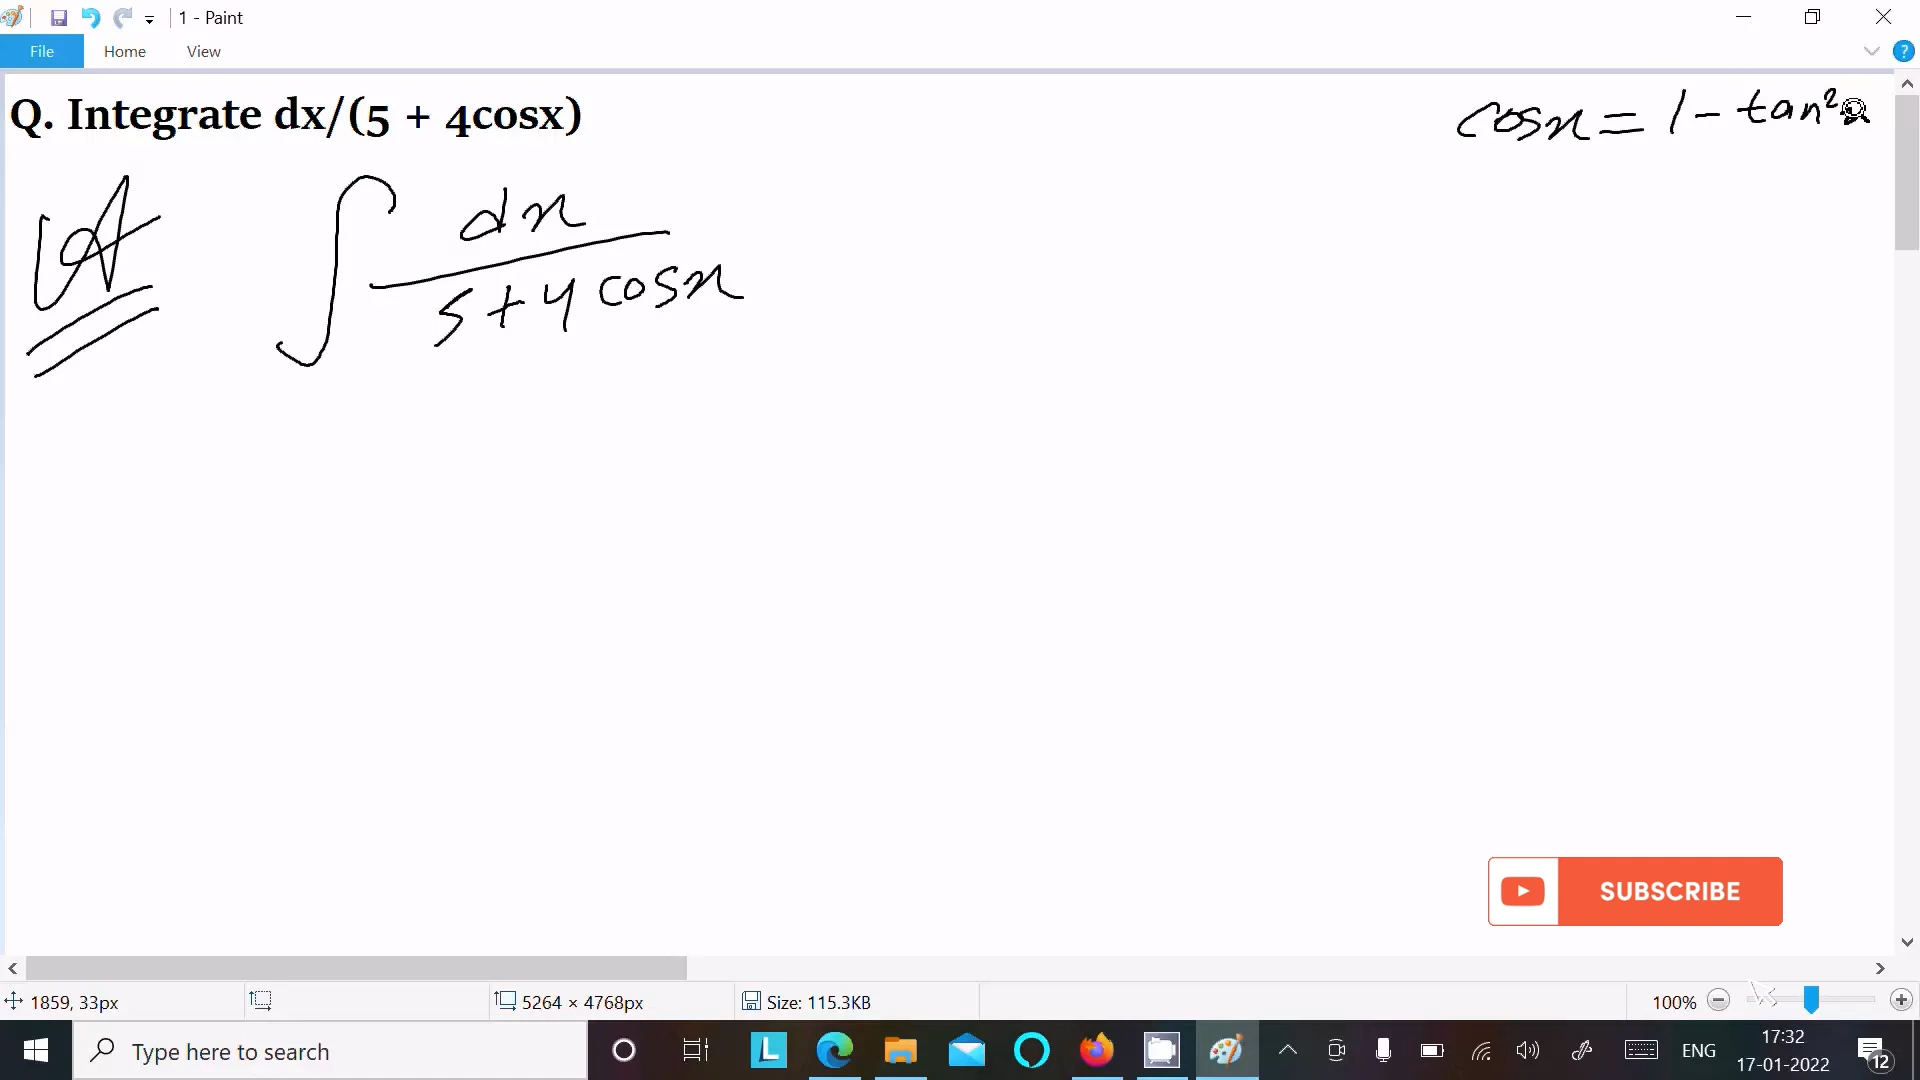 1 - Paint
File Home View
Q. Integrate dx/(5 + 4cosx)
cosx = 1 - tan²
∫ dx
5+4 cosx
SUBSCRIBE
1859, 33px 5264 × 4768px Size: 115.3KB 100%
Type here to search ENG 17:32
17-01-2022 12